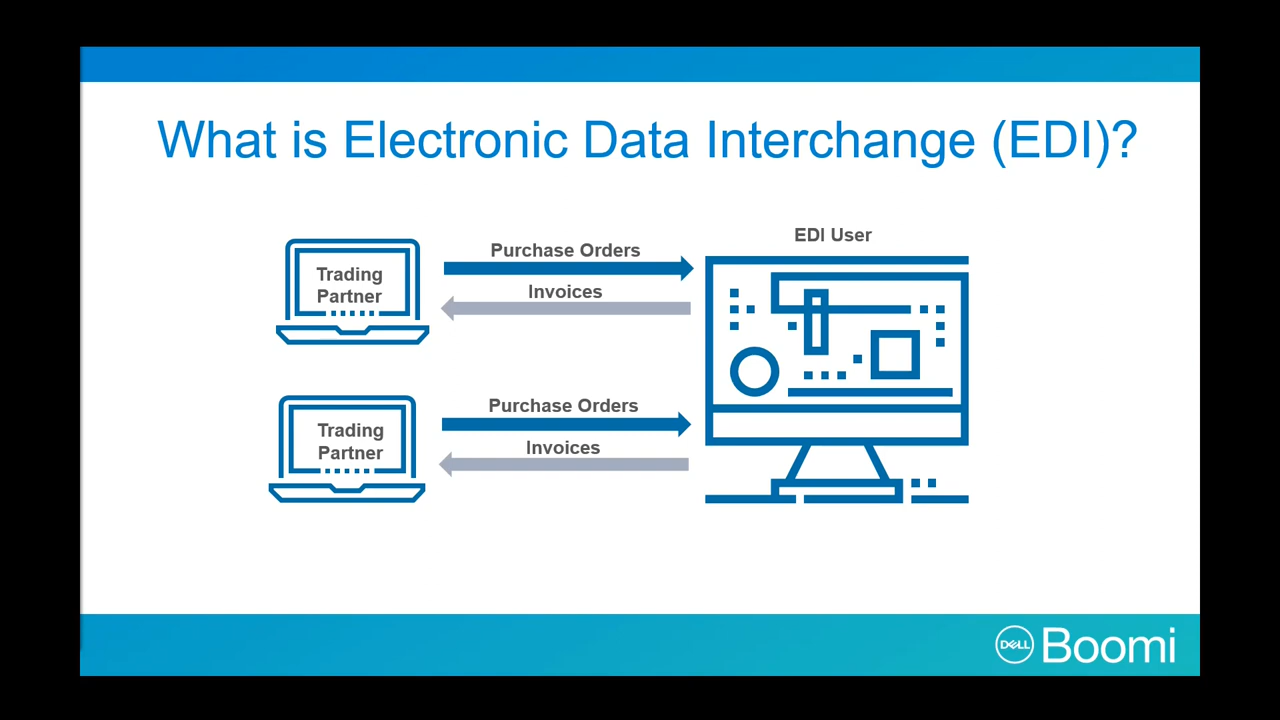 What is Electronic Data Interchange (EDI)?
EDI User
Trading
Partner
Purchase Orders
Invoices
Trading
Partner
Purchase Orders
Invoices
DELL Boomi